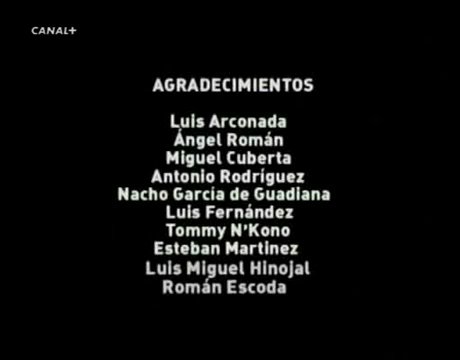 CANAL+
AGRADECIMIENTOS
Luis Arconada
Ángel Román
Miguel Cuberta
Antonio Rodríguez
Nacho García de Guadiana
Luis Fernández
Tommy N'Kono
Esteban Martinez
Luis Miguel Hinojal
Román Escoda